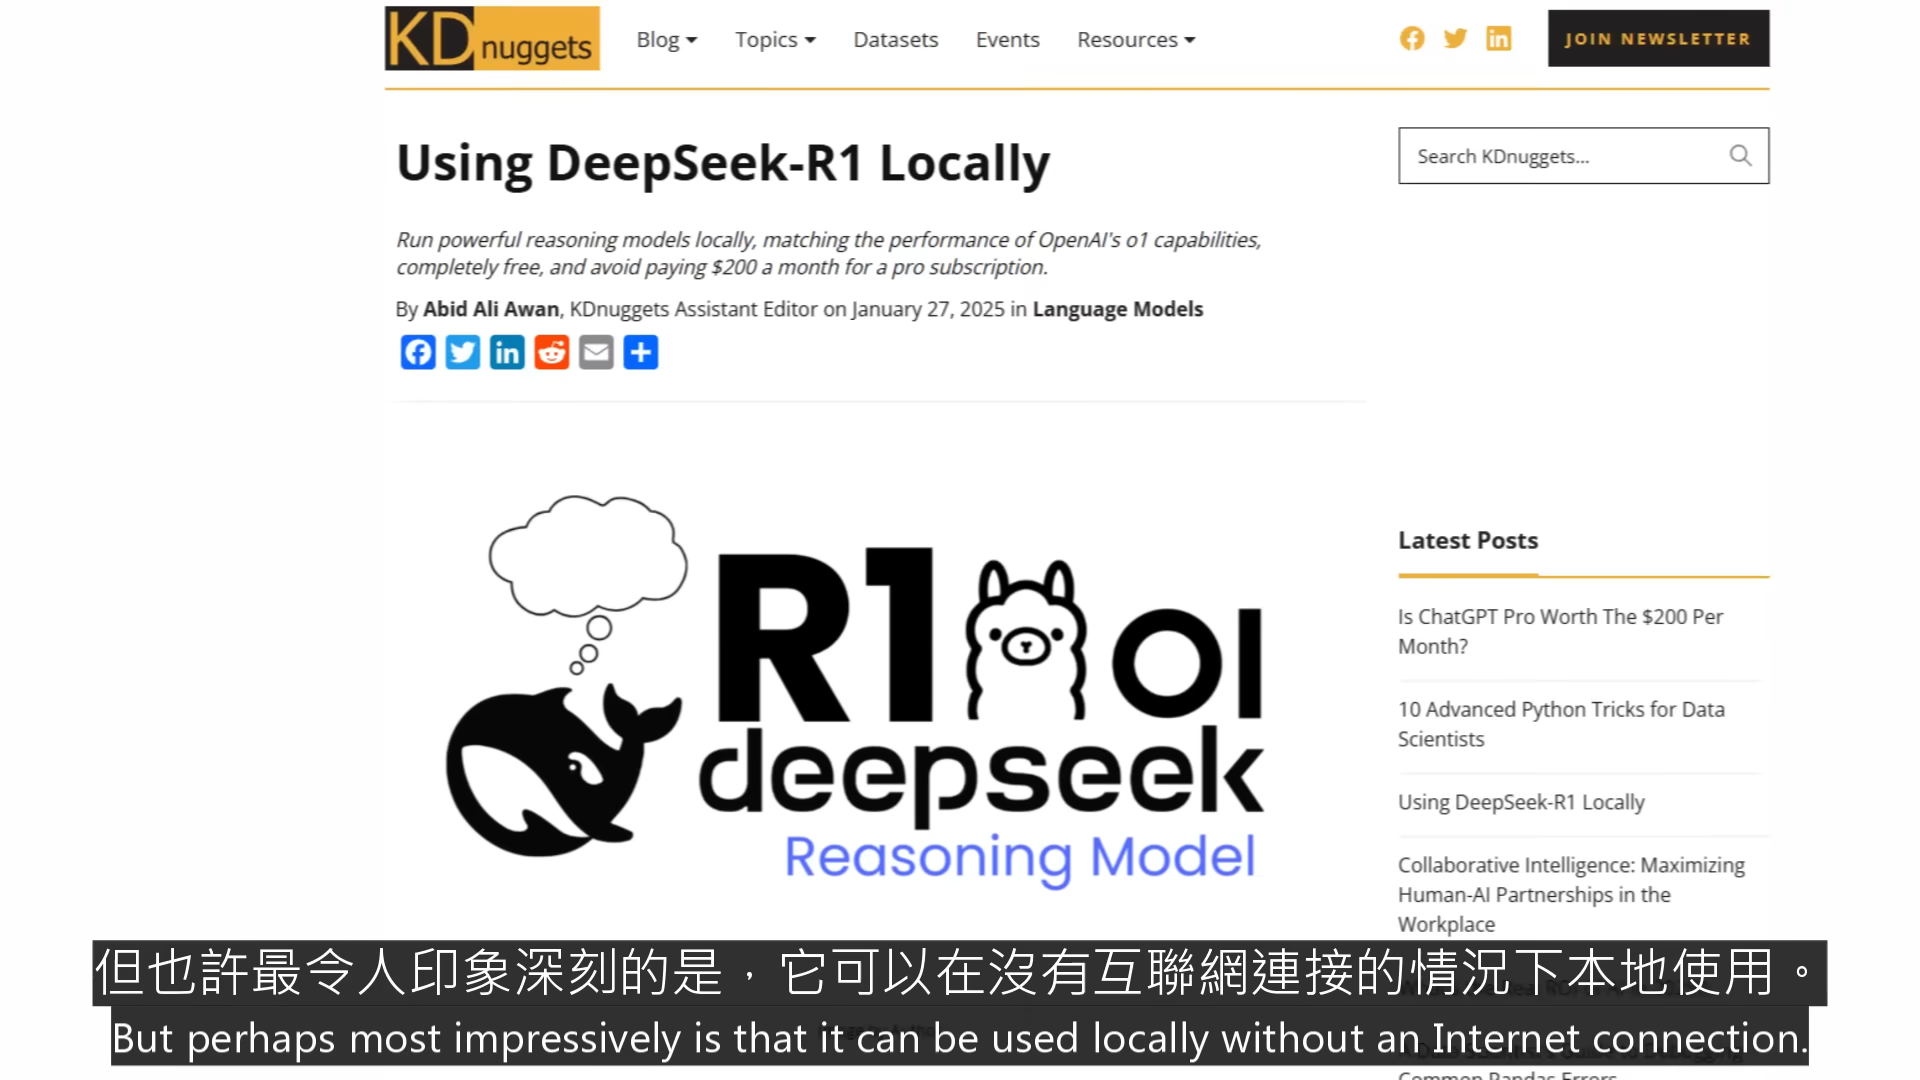 KDnuggets
Blog
Topics
Datasets
Events
Resources
JOIN NEWSLETTER
Using DeepSeek-R1 Locally
Search KDnuggets...
Run powerful reasoning models locally, matching the performance of OpenAI's o1 capabilities,
completely free, and avoid paying $200 a month for a pro subscription.
By Abid Ali Awan, KDnuggets Assistant Editor on January 27, 2025 in Language Models
R1 OI
deepseek
Reasoning Model
Latest Posts
Is ChatGPT Pro Worth The $200 Per
Month?
10 Advanced Python Tricks for Data
Scientists
Using DeepSeek-R1 Locally
Collaborative Intelligence: Maximizing
Human-AI Partnerships in the
Workplace
但也許最令人印象深刻的是，它可以在沒有互聯網連接的情況下本地使用。
But perhaps most impressively is that it can be used locally without an Internet connection.
Common Pandas Errors